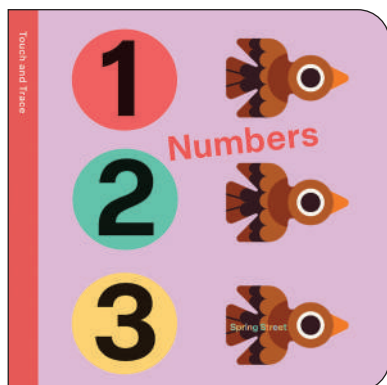 Touch and Trace
1
Numbers
2
3
Spring Street